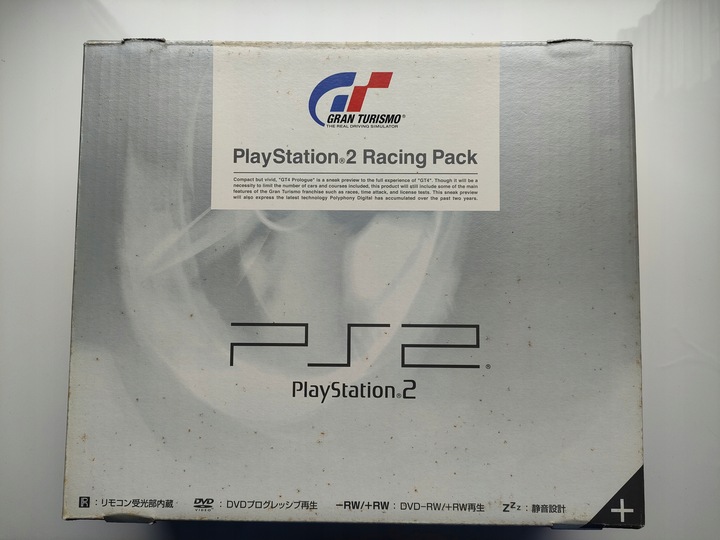 GRAN TURISMO®
THE REAL DRIVING SIMULATOR
PlayStation®2 Racing Pack
Compact but vivid, "GT4 Prologue" is a sneak preview to the full experience of "GT4". Though it will be a
necessity to limit the number of cars and courses included, this product will still include some of the main
features of the Gran Turismo franchise such as races, time attack, and license tests. This sneak preview
will also express the latest technology Polyphony Digital has accumulated over the past two years.
PS2®
PlayStation®2
R : リモコン受光部内蔵 DVD VIDEO : DVDプログレッシブ再生 −RW/+RW : DVD−RW/+RW再生 Zzz : 静音設計 +